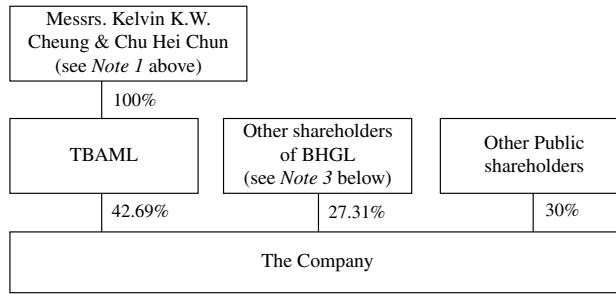 Messrs. Kelvin K.W.
Cheung & Chu Hei Chun
(see Note 1 above)
100%
TBAML
Other shareholders
of BHGL
(see Note 3 below)
Other Public
shareholders
42.69%
27.31%
30%
The Company